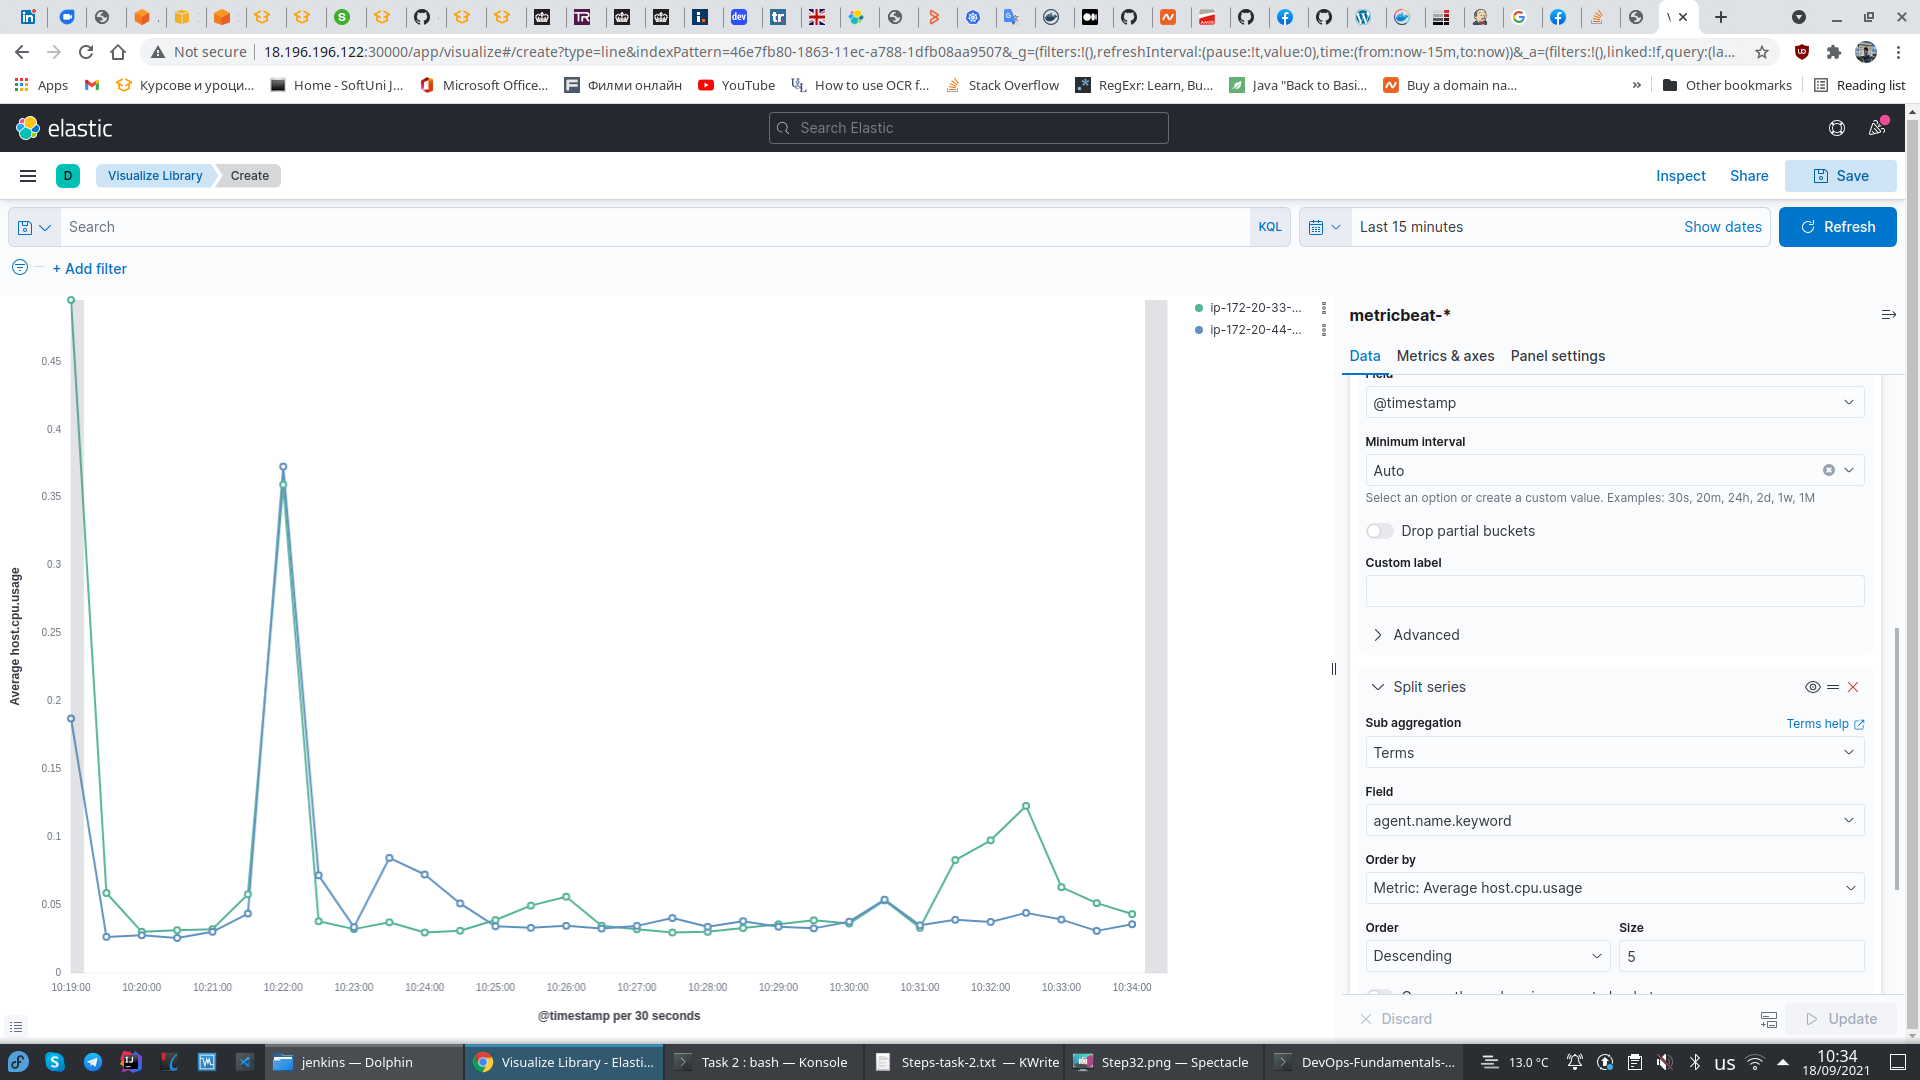 Not secure
18.196.196.122:30000/app/visualize#/create?type=line&indexPattern=46e7fb80-1863-11ec-a788-1dfb08aa9507&_g=(filters:!(),refreshInterval:(pause:!t,value:0),time:(from:now-15m,to:now))&_a=(filters:!(),linked:!f,query:(la...
Apps
Курсове и уроци...
Home - SoftUni J...
Microsoft Office...
Филми онлайн
YouTube
How to use OCR f...
Stack Overflow
RegExr: Learn, Bu...
Java "Back to Basi...
Buy a domain na...
»
Other bookmarks
Reading list
elastic
Search Elastic
D
Visualize Library
Create
Inspect
Share
Save
Search
KQL
Last 15 minutes
Show dates
Refresh
+ Add filter
ip-172-20-33-...
ip-172-20-44-...
Average host.cpu.usage
0.45
0.4
0.35
0.3
0.25
0.2
0.15
0.1
0.05
0
10:19:00
10:20:00
10:21:00
10:22:00
10:23:00
10:24:00
10:25:00
10:26:00
10:27:00
10:28:00
10:29:00
10:30:00
10:31:00
10:32:00
10:33:00
10:34:00
@timestamp per 30 seconds
metricbeat-*
Data
Metrics & axes
Panel settings
Field
@timestamp
Minimum interval
Auto
Select an option or create a custom value. Examples: 30s, 20m, 24h, 2d, 1w, 1M
Drop partial buckets
Custom label
Advanced
Split series
Sub aggregation
Terms help
Terms
Field
agent.name.keyword
Order by
Metric: Average host.cpu.usage
Order
Size
Descending
5
Discard
Update
jenkins — Dolphin
Visualize Library - Elasti...
Task 2 : bash — Konsole
Steps-task-2.txt — KWrite
Step32.png — Spectacle
DevOps-Fundamentals-...
13.0 °C
us
10:34
18/09/2021